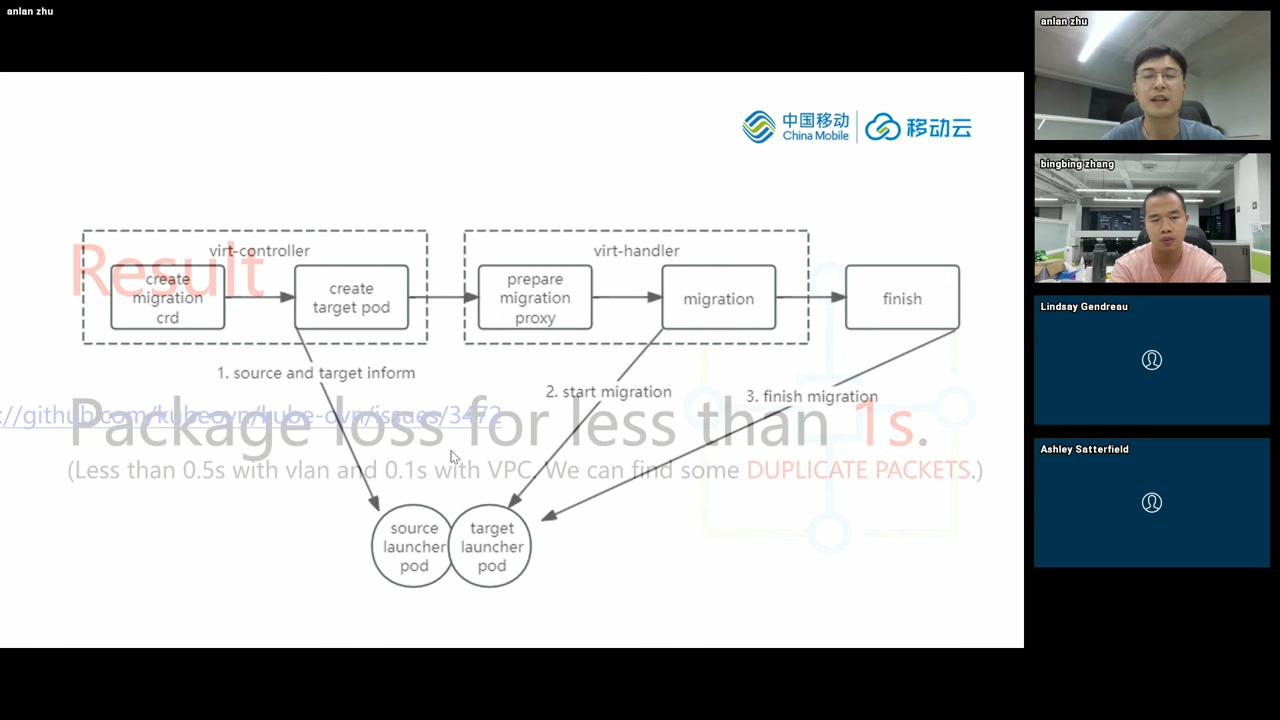 anlan zhu
中国移动
China Mobile
移动云
Result
virt-controller
create
migration
crd
create
target pod
virt-handler
prepare
migration
proxy
migration
finish
1. source and target inform
2. start migration
3. finish migration
://github.com/kubeovn/kube-ovn/issues/3472
Package loss for less than 1s.
(Less than 0.5s with vlan and 0.1s with VPC. We can find some DUPLICATE PACKETS.)
source
launcher
pod
target
launcher
pod
anlan zhu
bingbing zhang
Lindsay Gendreau
Ashley Satterfield